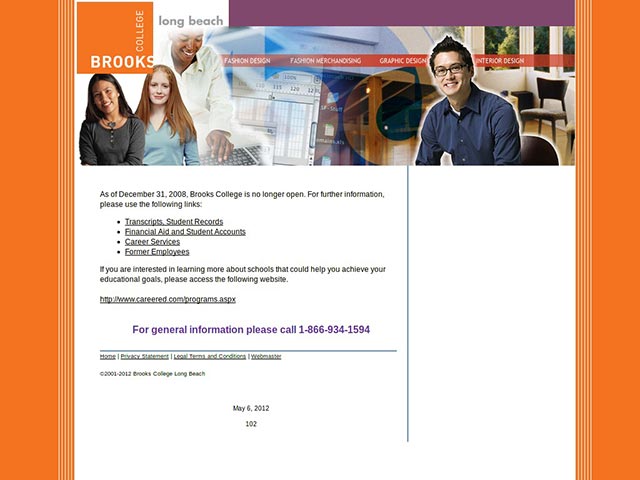 BROOKS
COLLEGE
long beach
FASHION DESIGN
FASHION MERCHANDISING
GRAPHIC DESIGN
INTERIOR DESIGN
As of December 31, 2008, Brooks College is no longer open. For further information,
please use the following links:
Transcripts, Student Records
Financial Aid and Student Accounts
Career Services
Former Employees
If you are interested in learning more about schools that could help you achieve your
educational goals, please access the following website.
http://www.careered.com/programs.aspx
For general information please call 1-866-934-1594
Home | Privacy Statement | Legal Terms and Conditions | Webmaster
©2001-2012 Brooks College Long Beach
May 6, 2012
102